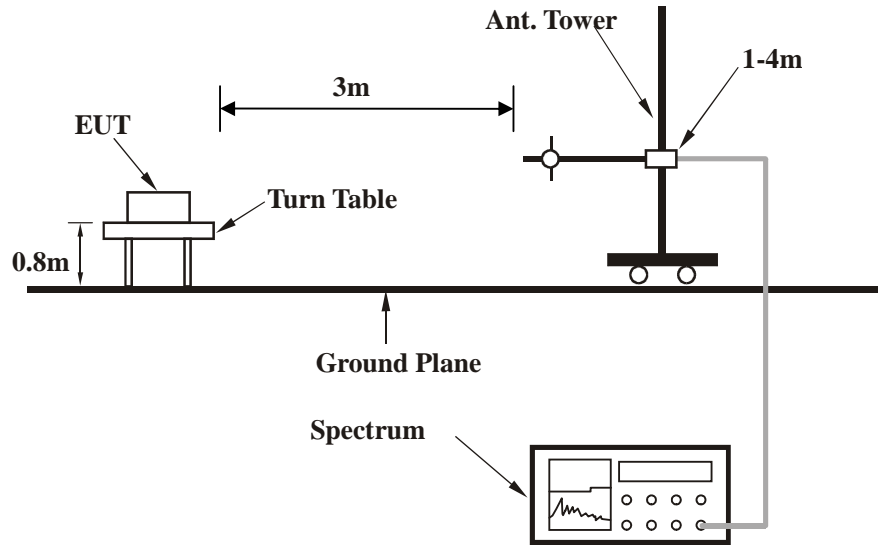 Ant. Tower
1-4m
3m
EUT
Turn Table
0.8m
Ground Plane
Spectrum